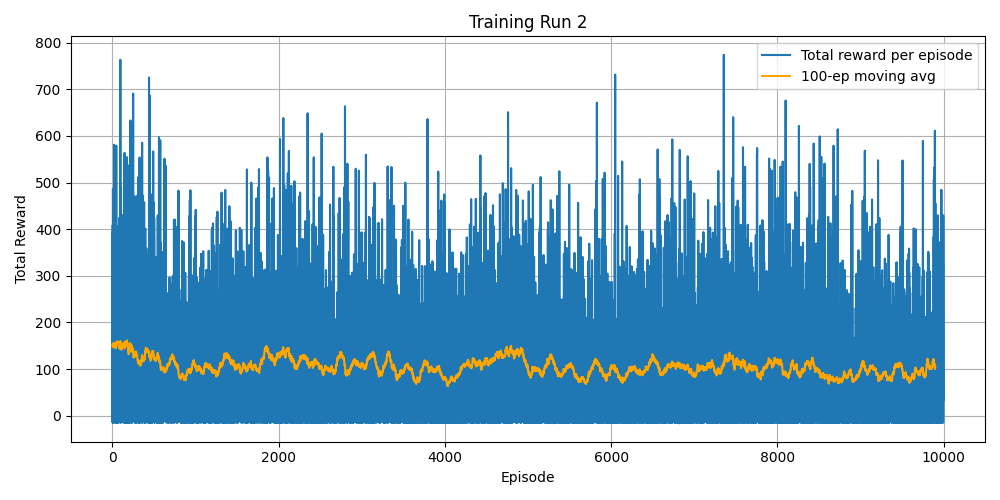 Training Run 2
Total Reward
800
700
600
500
400
300
200
100
0
Total reward per episode
100-ep moving avg
0 2000 4000 6000 8000 10000
Episode